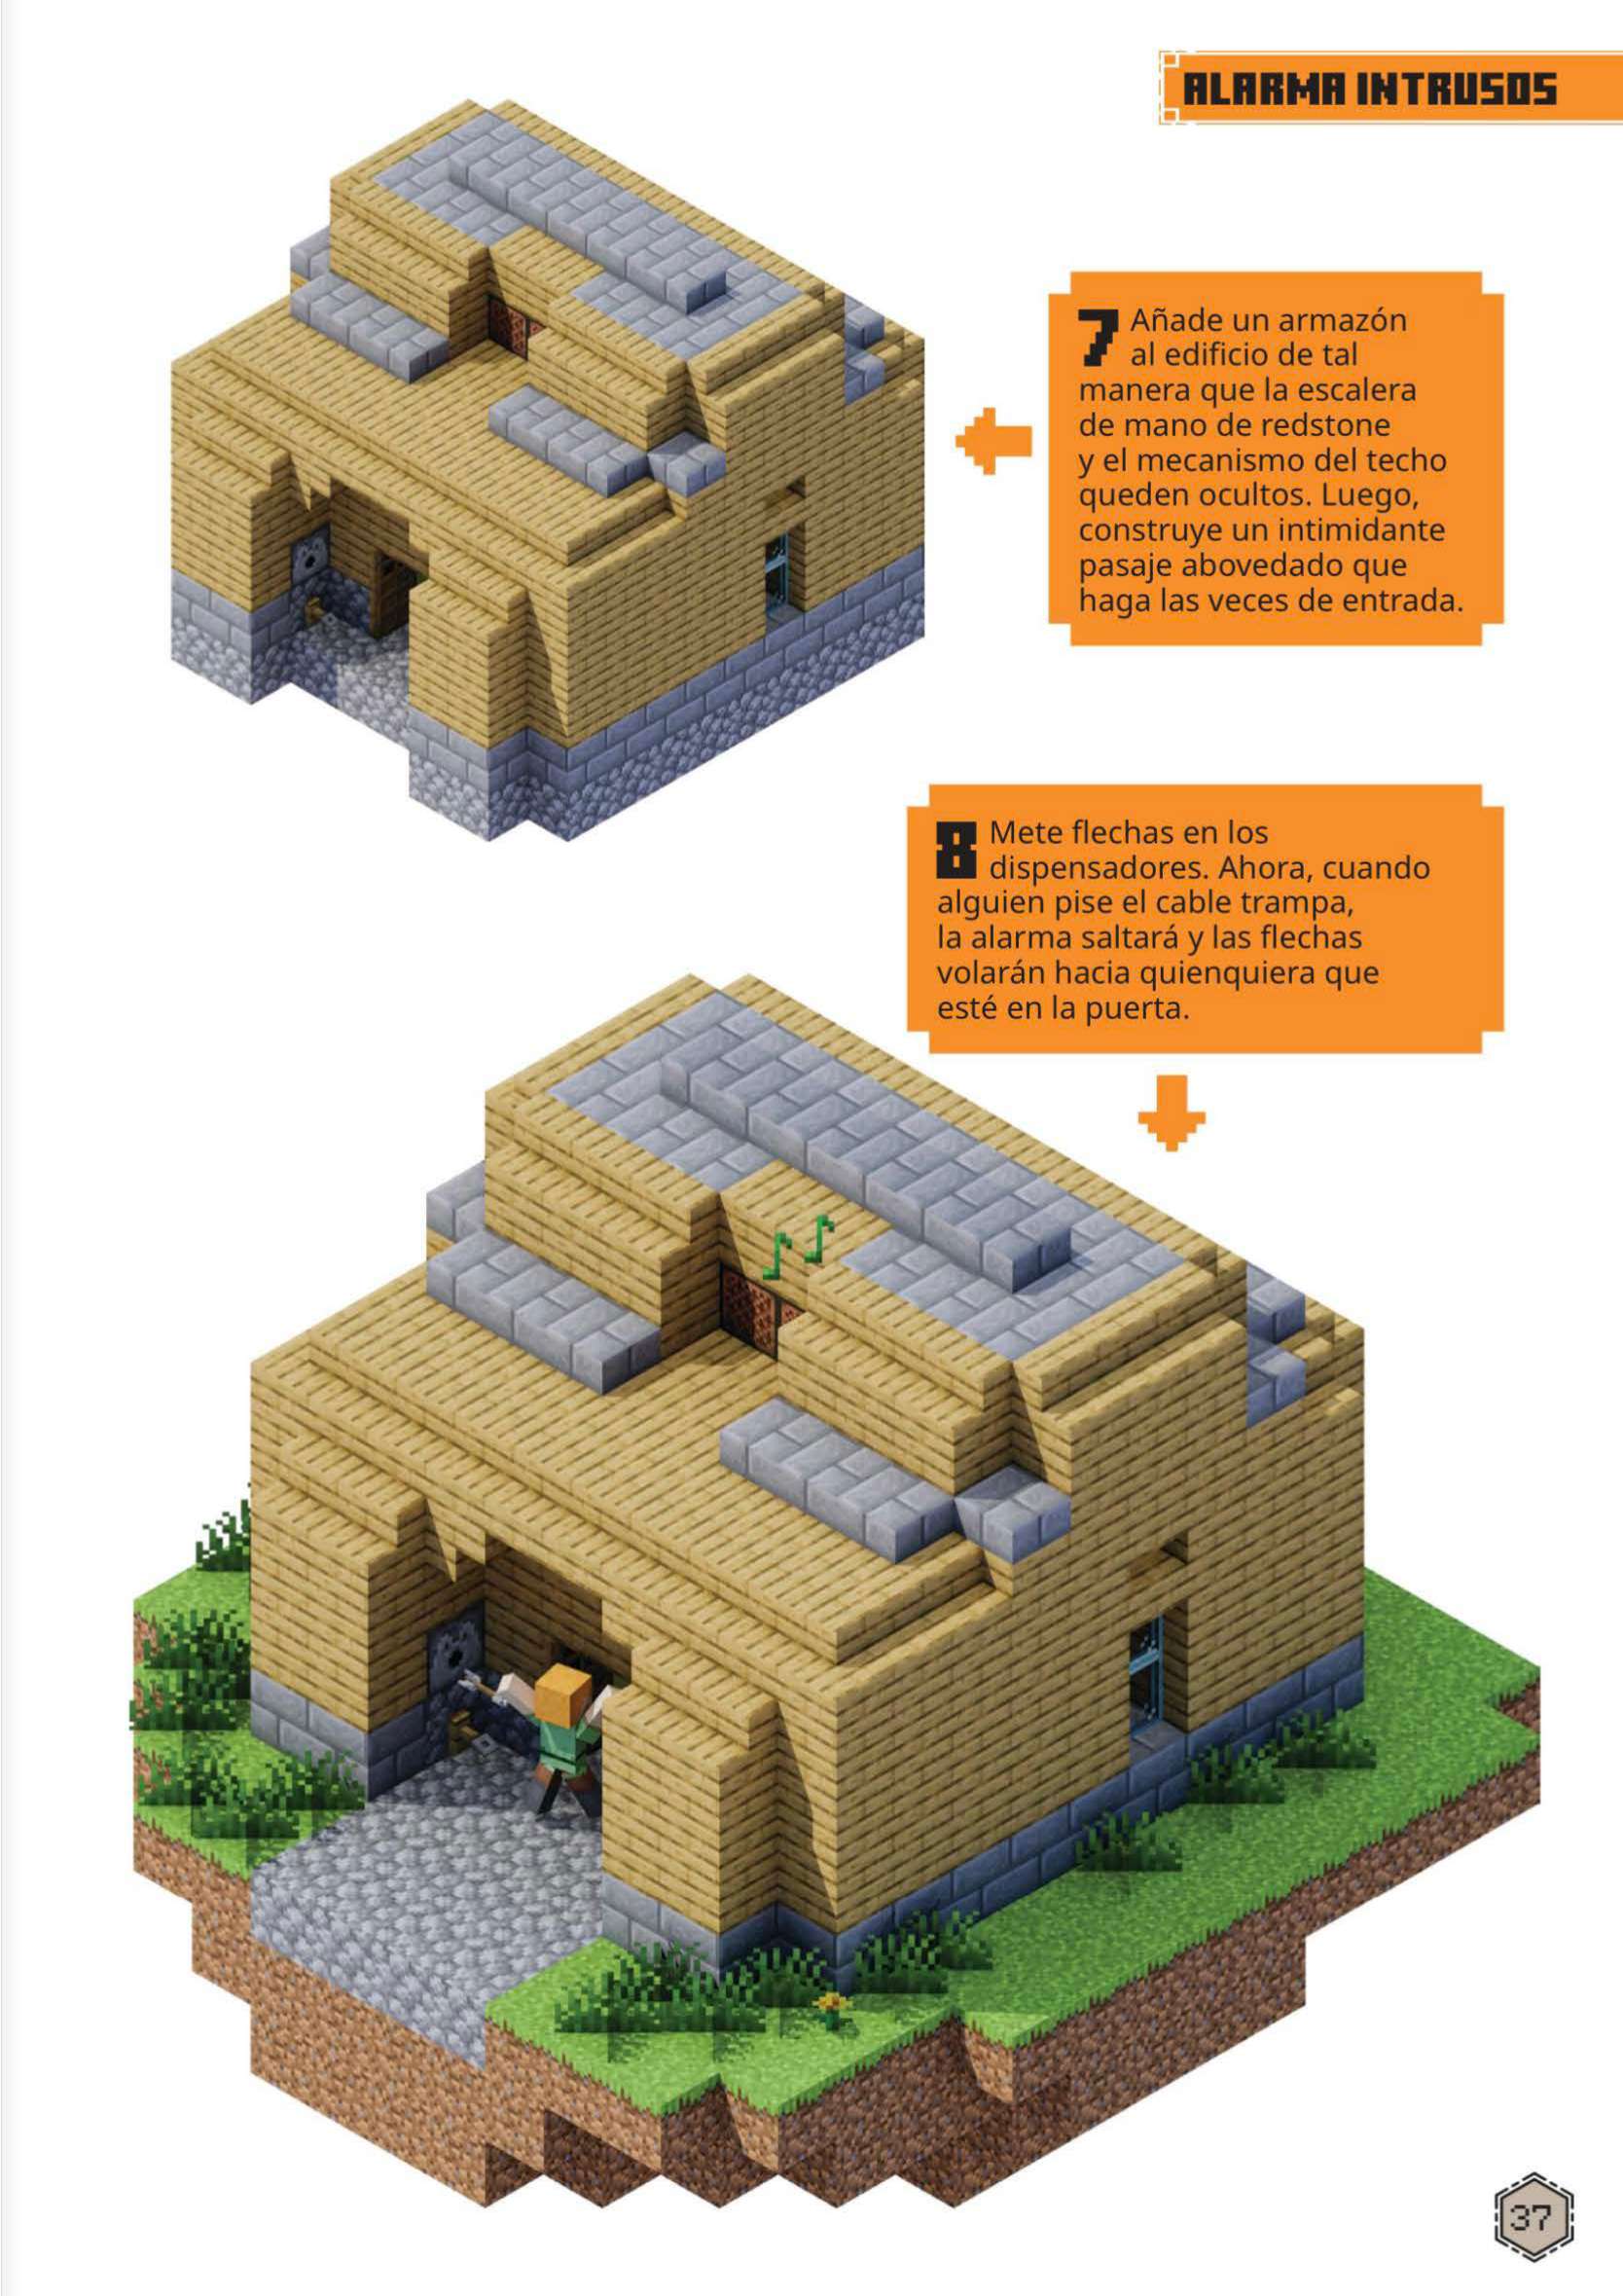 ALARMA INTRUSOS
7 Añade un armazón
al edificio de tal
manera que la escalera
de mano de redstone
y el mecanismo del techo
queden ocultos. Luego,
construye un intimidante
pasaje abovedado que
haga las veces de entrada.
8 Mete flechas en los
dispensadores. Ahora, cuando
alguien pise el cable trampa,
la alarma saltará y las flechas
volarán hacia quienquiera que
esté en la puerta.
37